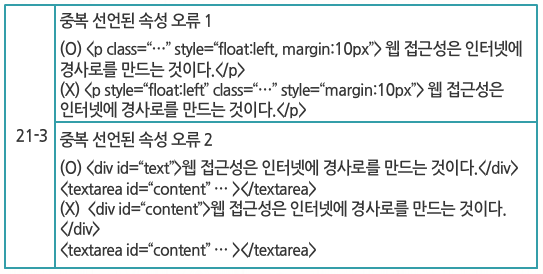 중복 선언된 속성 오류 1
(O) <p class=“…” style=“float:left, margin:10px”> 웹 접근성은 인터넷에
경사로를 만드는 것이다.</p>
(X) <p style=“float:left” class=“…” style=“margin:10px”> 웹 접근성은
인터넷에 경사로를 만드는 것이다.</p>
21-3
중복 선언된 속성 오류 2
(O) <div id=“text”>웹 접근성은 인터넷에 경사로를 만드는 것이다.</div>
<textarea id=“content” … ></textarea>
(X) <div id=“content”>웹 접근성은 인터넷에 경사로를 만드는 것이다.
</div>
<textarea id=“content” … ></textarea>